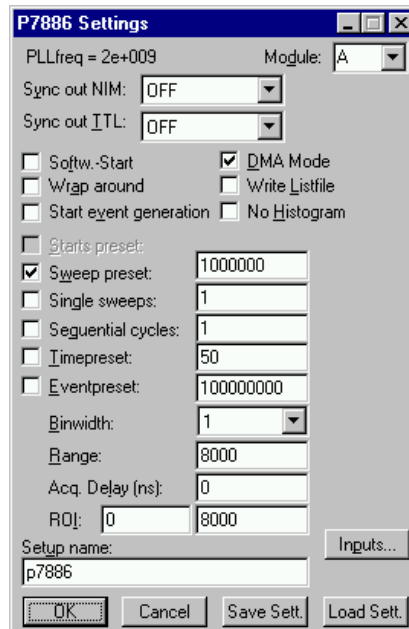 P7886 Settings
PLLfreq = 2e+009 Module: A
Sync out NIM: OFF
Sync out TTL: OFF
Softw.-Start DMA Mode
Wrap around Write Listfile
Start event generation No Histogram
Starts preset:
Sweep preset: 1000000
Single sweeps: 1
Sequential cycles: 1
Timepreset: 50
Eventpreset: 100000000
Binwidth: 1
Range: 8000
Acq. Delay (ns): 0
ROI: 0 8000
Setup name: Inputs...
p7886
OK Cancel Save Sett. Load Sett.